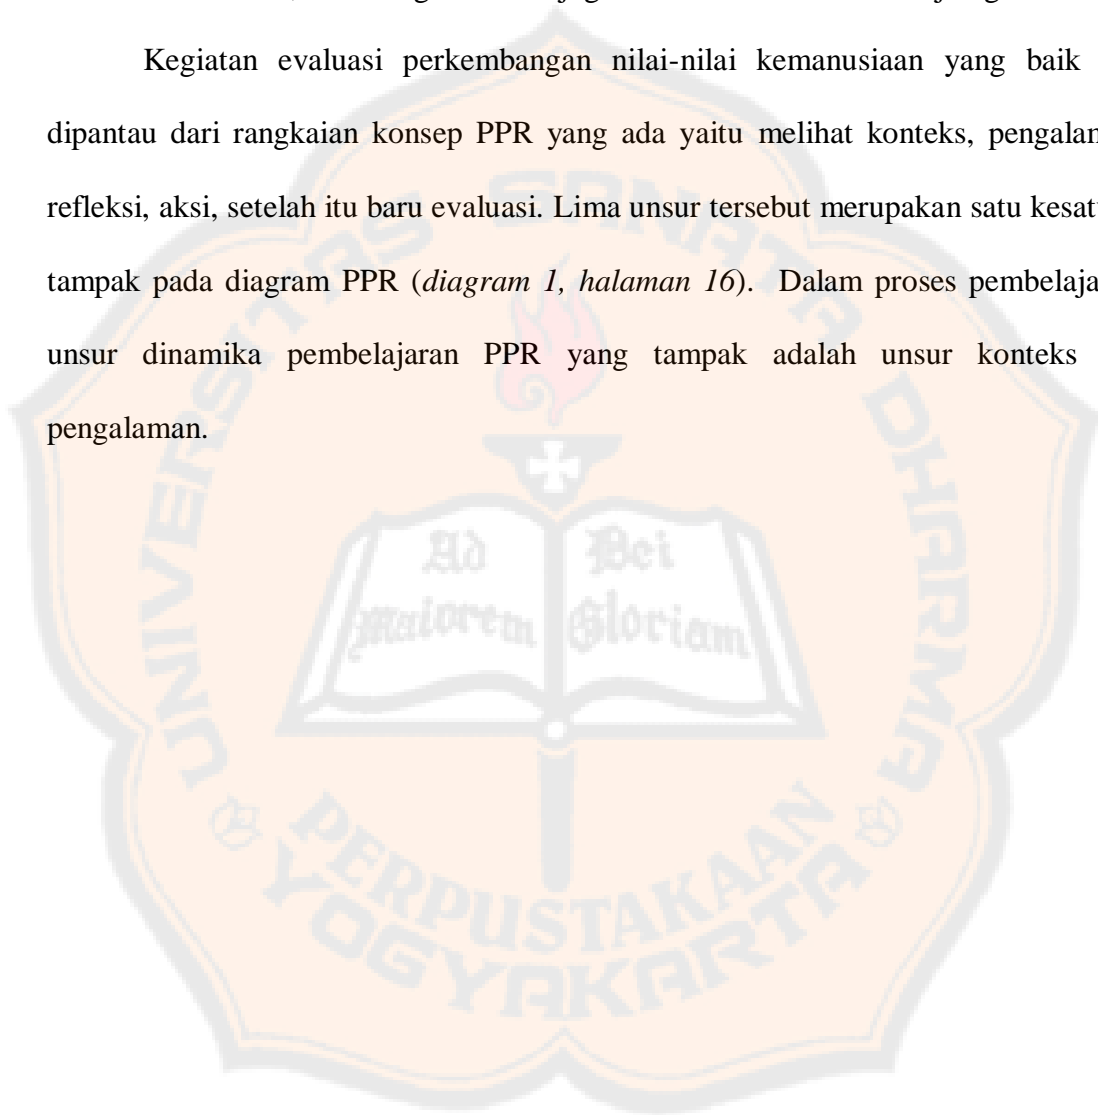 Kegiatan evaluasi perkembangan nilai-nilai kemanusiaan yang baik
dipantau dari rangkaian konsep PPR yang ada yaitu melihat konteks,
refleksi, aksi, setelah itu baru evaluasi. Lima unsur tersebut merupakan satu
tampak pada diagram PPR (diagram 1, halaman 16). Dalam proses
unsur dinamika pembelajaran PPR yang tampak adalah unsur konteks
pengalaman.
UNIVERSITAS SANATA DHARMA
Ad Dei
Maiorem Gloriam
PERPUSTAKAAN
YOGYAKARTA